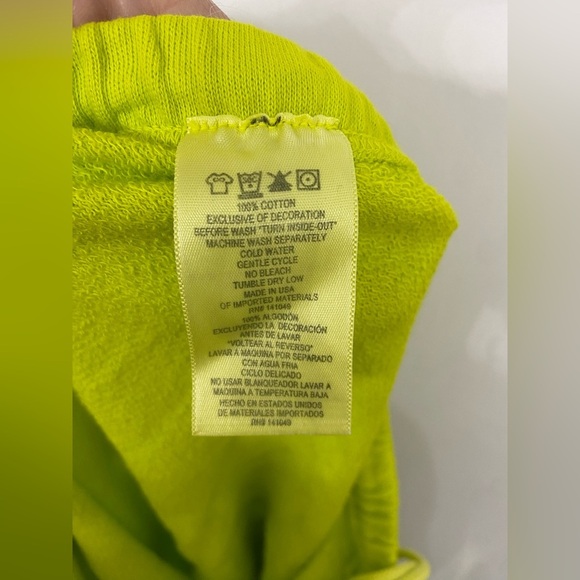 100% COTTON
EXCLUSIVE OF DECORATION
BEFORE WASH "TURN INSIDE-OUT"
MACHINE WASH SEPARATELY
COLD WATER
GENTLE CYCLE
NO BLEACH
TUMBLE DRY LOW
MADE IN USA
OF IMPORTED MATERIALS
RN# 141049
100% ALGODÓN
EXCLUYENDO LA DECORACIÓN
ANTES DE LAVAR
"VOLTEAR AL REVERSO"
LAVAR A MAQUINA POR SEPARADO
CON AGUA FRIA
CICLO DELICADO
NO USAR BLANQUEADOR LAVAR A
MAQUINA A TEMPERATURA BAJA
HECHO EN ESTADOS UNIDOS
DE MATERIALES IMPORTADOS
RN# 141049